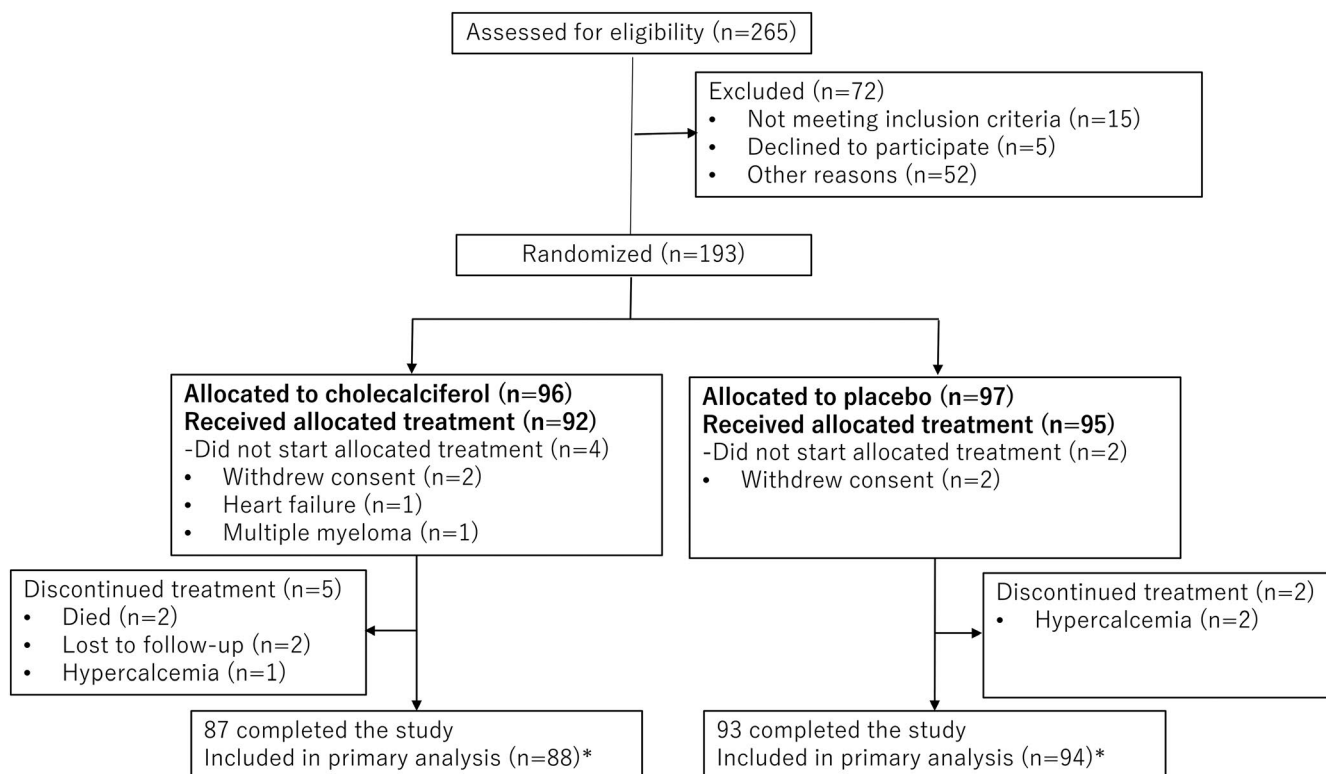 Assessed for eligibility (n=265)
Excluded (n=72)
• Not meeting inclusion criteria (n=15)
• Declined to participate (n=5)
• Other reasons (n=52)
Randomized (n=193)
Allocated to cholecalciferol (n=96)
Received allocated treatment (n=92)
-Did not start allocated treatment (n=4)
• Withdrew consent (n=2)
• Heart failure (n=1)
• Multiple myeloma (n=1)
Allocated to placebo (n=97)
Received allocated treatment (n=95)
-Did not start allocated treatment (n=2)
• Withdrew consent (n=2)
Discontinued treatment (n=5)
• Died (n=2)
• Lost to follow-up (n=2)
• Hypercalcemia (n=1)
Discontinued treatment (n=2)
• Hypercalcemia (n=2)
87 completed the study
Included in primary analysis (n=88)*
93 completed the study
Included in primary analysis (n=94)*